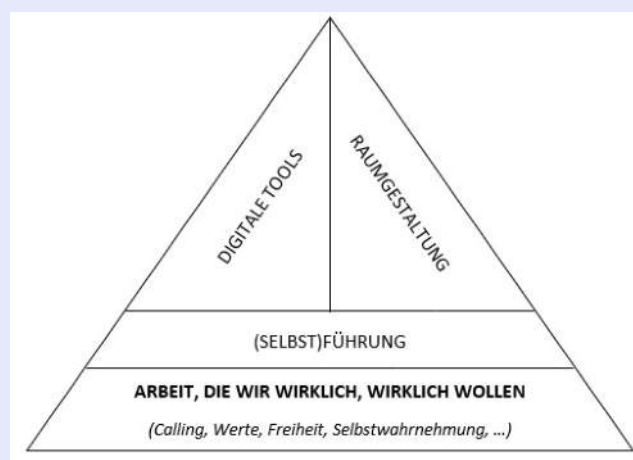 DIGITALE TOOLS
RAUMGESTALTUNG
(SELBST)FÜHRUNG
ARBEIT, DIE WIR WIRKLICH, WIRKLICH WOLLEN
(Calling, Werte, Freiheit, Selbstwahrnehmung, ...)